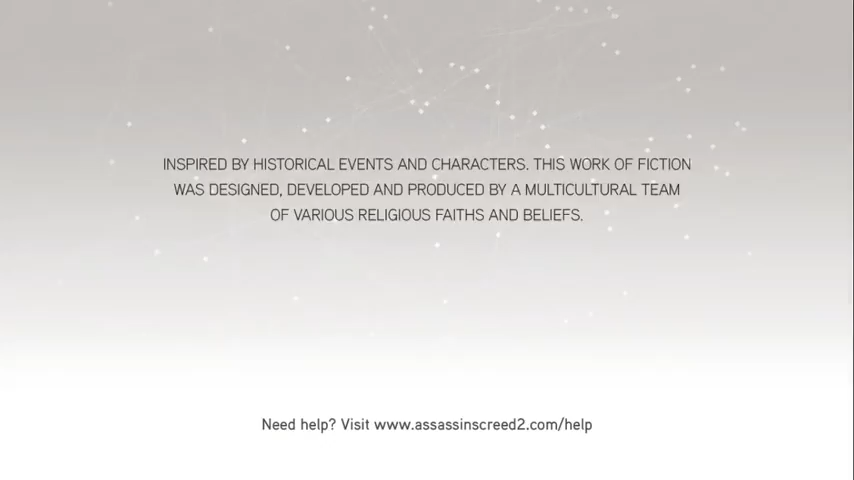 INSPIRED BY HISTORICAL EVENTS AND CHARACTERS. THIS WORK OF FICTION
WAS DESIGNED, DEVELOPED AND PRODUCED BY A MULTICULTURAL TEAM
OF VARIOUS RELIGIOUS FAITHS AND BELIEFS.
Need help? Visit www.assassinscreed2.com/help